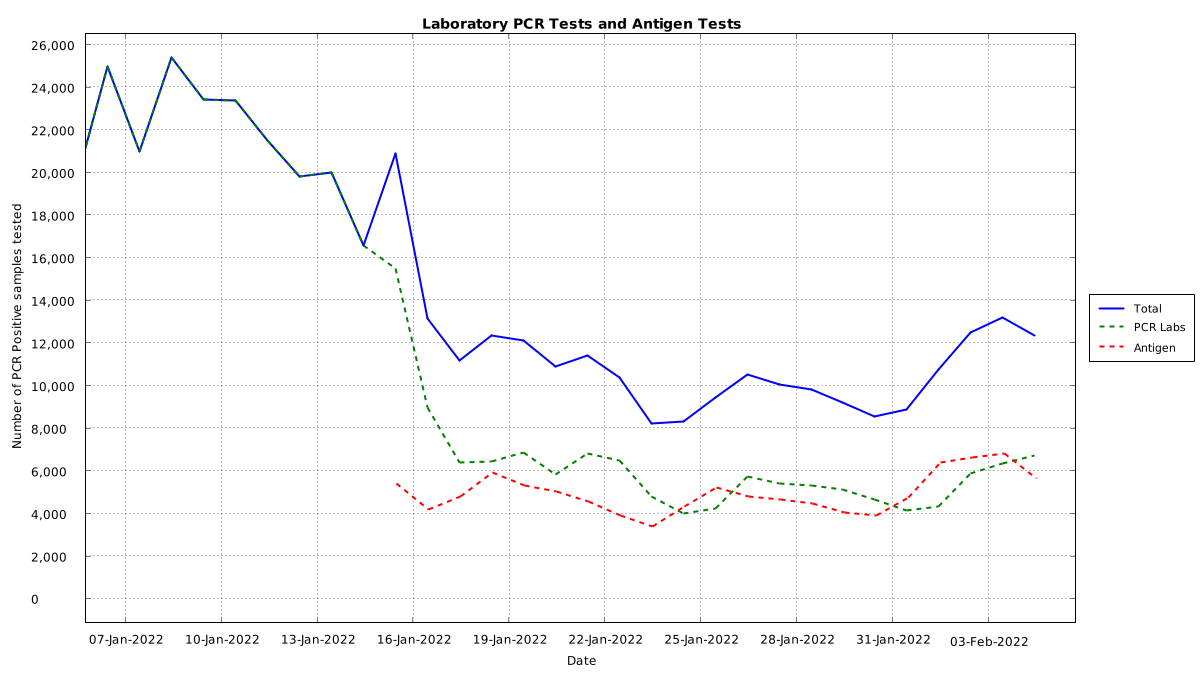 Laboratory PCR Tests and Antigen Tests
Number of PCR Positive samples tested
26,000
24,000
22,000
20,000
18,000
16,000
14,000
12,000
10,000
8,000
6,000
4,000
2,000
0
07-Jan-2022 10-Jan-2022 13-Jan-2022 16-Jan-2022 19-Jan-2022 22-Jan-2022 25-Jan-2022 28-Jan-2022 31-Jan-2022 03-Feb-2022
Date
Total
PCR Labs
Antigen